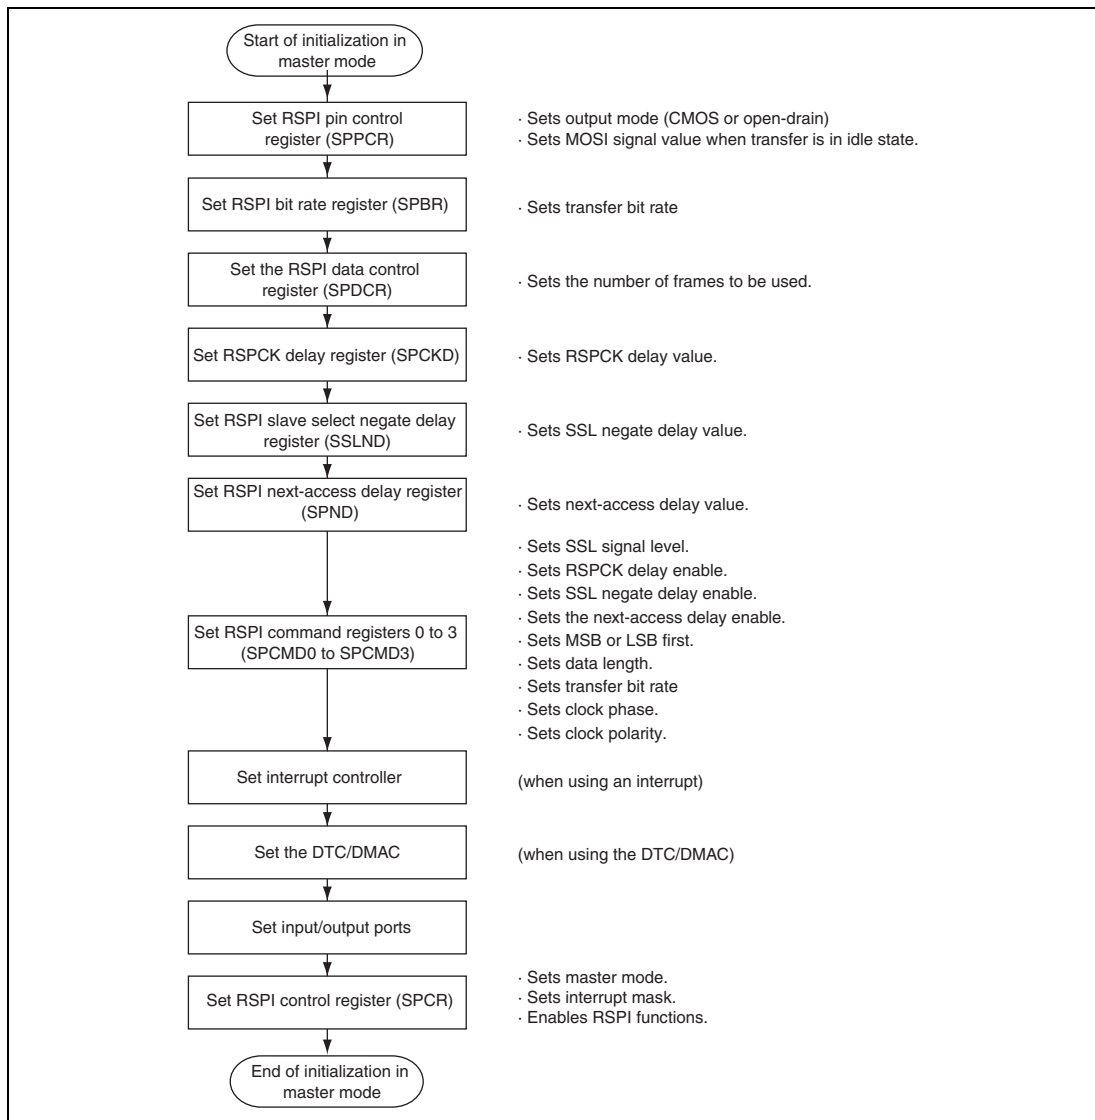 Start of initialization in
master mode
Set RSPI pin control
register (SPPCR)
· Sets output mode (CMOS or open-drain)
· Sets MOSI signal value when transfer is in idle state.
Set RSPI bit rate register (SPBR)
· Sets transfer bit rate
Set the RSPI data control
register (SPDCR)
· Sets the number of frames to be used.
Set RSPCK delay register (SPCKD)
· Sets RSPCK delay value.
Set RSPI slave select negate delay
register (SSLND)
· Sets SSL negate delay value.
Set RSPI next-access delay register
(SPND)
· Sets next-access delay value.
Set RSPI command registers 0 to 3
(SPCMD0 to SPCMD3)
· Sets SSL signal level.
· Sets RSPCK delay enable.
· Sets SSL negate delay enable.
· Sets the next-access delay enable.
· Sets MSB or LSB first.
· Sets data length.
· Sets transfer bit rate
· Sets clock phase.
· Sets clock polarity.
Set interrupt controller
(when using an interrupt)
Set the DTC/DMAC
(when using the DTC/DMAC)
Set input/output ports
Set RSPI control register (SPCR)
· Sets master mode.
· Sets interrupt mask.
· Enables RSPI functions.
End of initialization in
master mode